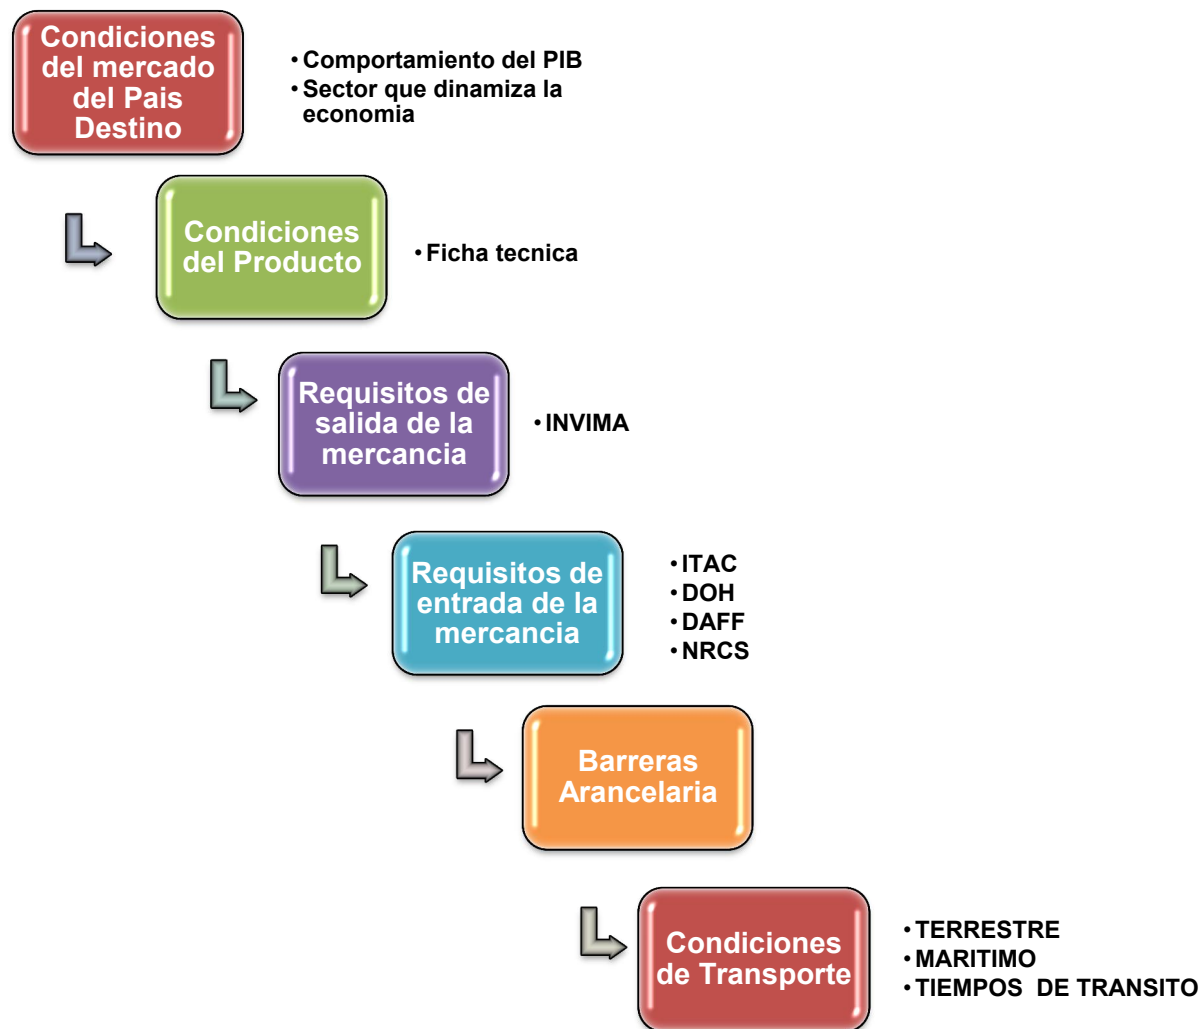 Condiciones
del mercado
del Pais
Destino
• Comportamiento del PIB
• Sector que dinamiza la
economia
Condiciones
del Producto
• Ficha tecnica
Requisitos de
salida de la
mercancia
• INVIMA
Requisitos de
entrada de la
mercancia
• ITAC
• DOH
• DAFF
• NRCS
Barreras
Arancelaria
Condiciones
de Transporte
• TERRESTRE
• MARITIMO
• TIEMPOS DE TRANSITO